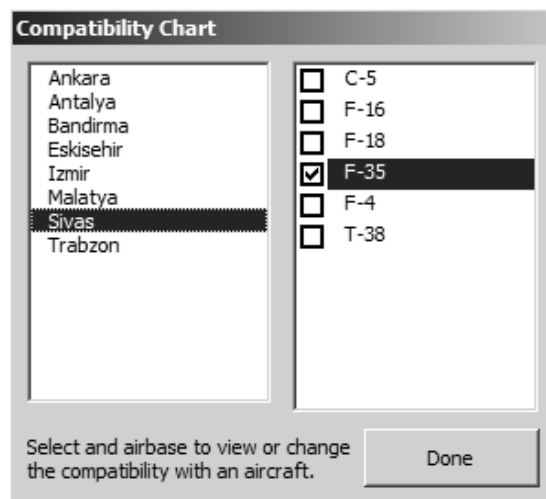 Compatibility Chart
Ankara
Antalya
Bandirma
Eskisehir
Izmir
Malatya
Sivas
Trabzon
C-5
F-16
F-18
F-35
F-4
T-38
Select and airbase to view or change
the compatibility with an aircraft.
Done